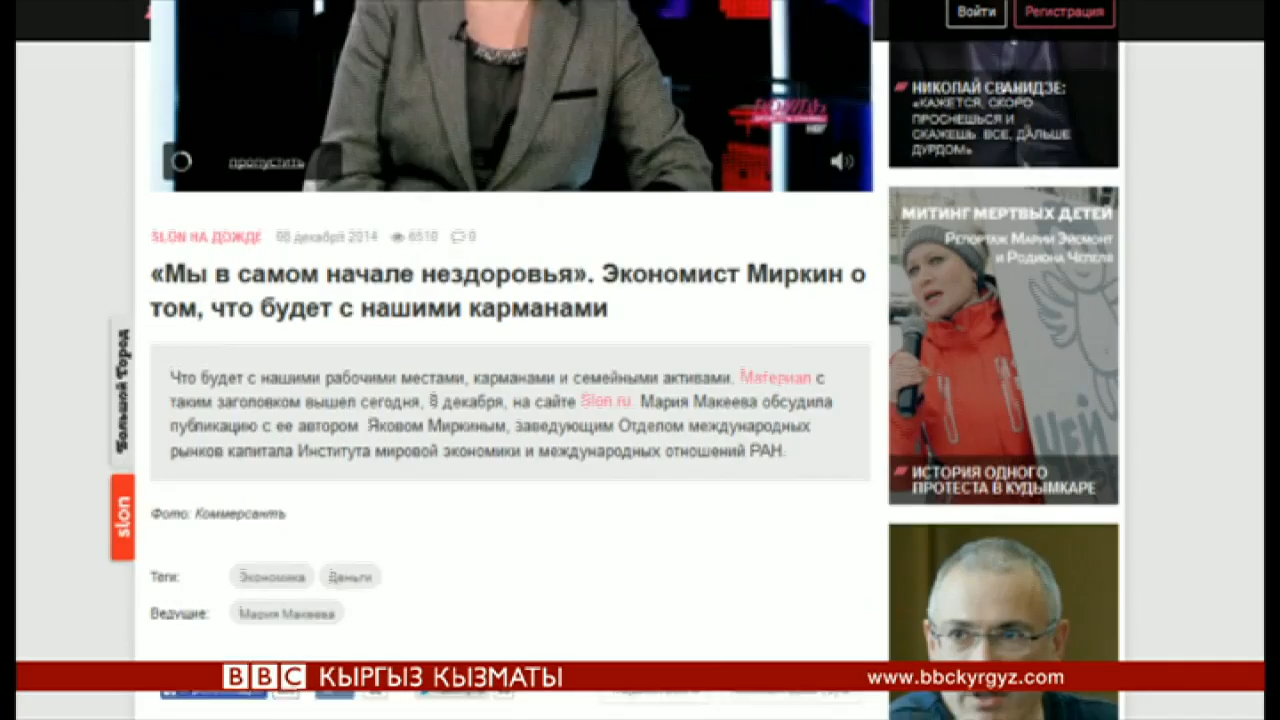 Войти
Регистрация
НИКОЛАЙ СВАНИДЗЕ:
«КАЖЕТСЯ, СКОРО
ПРОСНЕШЬСЯ И
СКАЖЕШЬ ВСЕ, ДАЛЬШЕ
ДУРДОМ»
пропустить
МИТИНГ МЕРТВЫХ ДЕТЕЙ
Репортаж Марии Эйсмонт
и Родиона Чепеля
ИСТОРИЯ ОДНОГО
ПРОТЕСТА В КУДЫМКАРЕ
SLON НА ДОЖДЕ
декабря 2014
«Мы в самом начале нездоровья». Экономист Миркин о
том, что будет с нашими карманами
Большой Город
slon
Что будет с нашими рабочими местами, карманами и семейными активами. Материал с
таким заголовком вышел сегодня, 8 декабря, на сайте Slon.ru. Мария Макеева обсудила
публикацию с ее автором Яковом Миркиным, заведующим Отделом международных
рынков капитала Института мировой экономики и международных отношений РАН.
Фото: Коммерсантъ
Теги:
Экономика
Деньги
Ведущие:
Мария Макеева
BBC КЫРГЫЗ КЫЗМАТЫ
www.bbckyrgyz.com